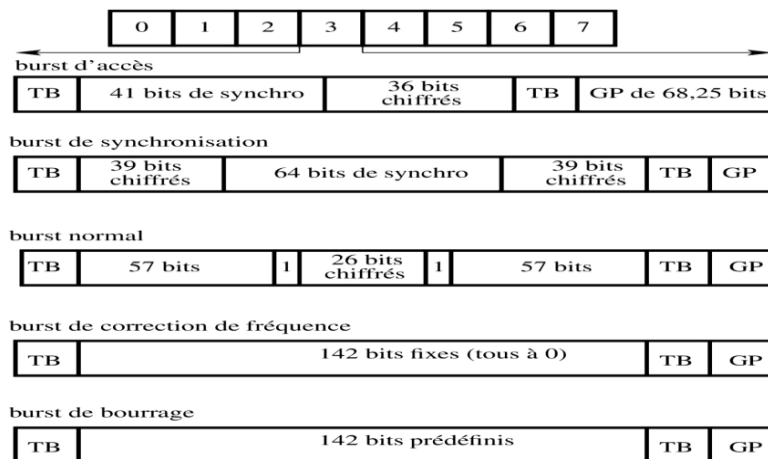 0 1 2 3 4 5 6 7
burst d'accès
TB 41 bits de synchro 36 bits chiffrés TB GP de 68,25 bits
burst de synchronisation
TB 39 bits chiffrés 64 bits de synchro 39 bits chiffrés TB GP
burst normal
TB 57 bits 1 26 bits chiffrés 1 57 bits TB GP
burst de correction de fréquence
TB 142 bits fixes (tous à 0) TB GP
burst de bourrage
TB 142 bits prédéfinis TB GP